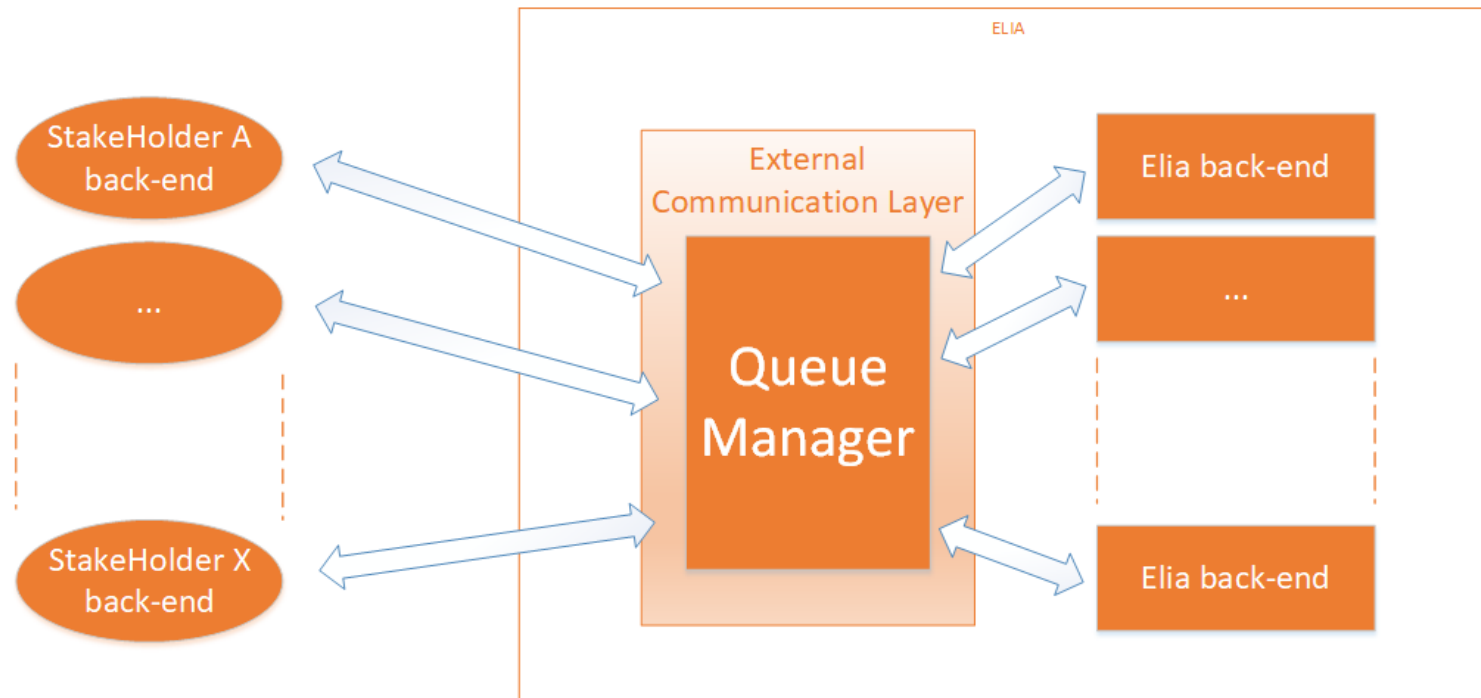 ELIA
StakeHolder A
back-end
...
StakeHolder X
back-end
External
Communication Layer
Queue
Manager
Elia back-end
...
Elia back-end